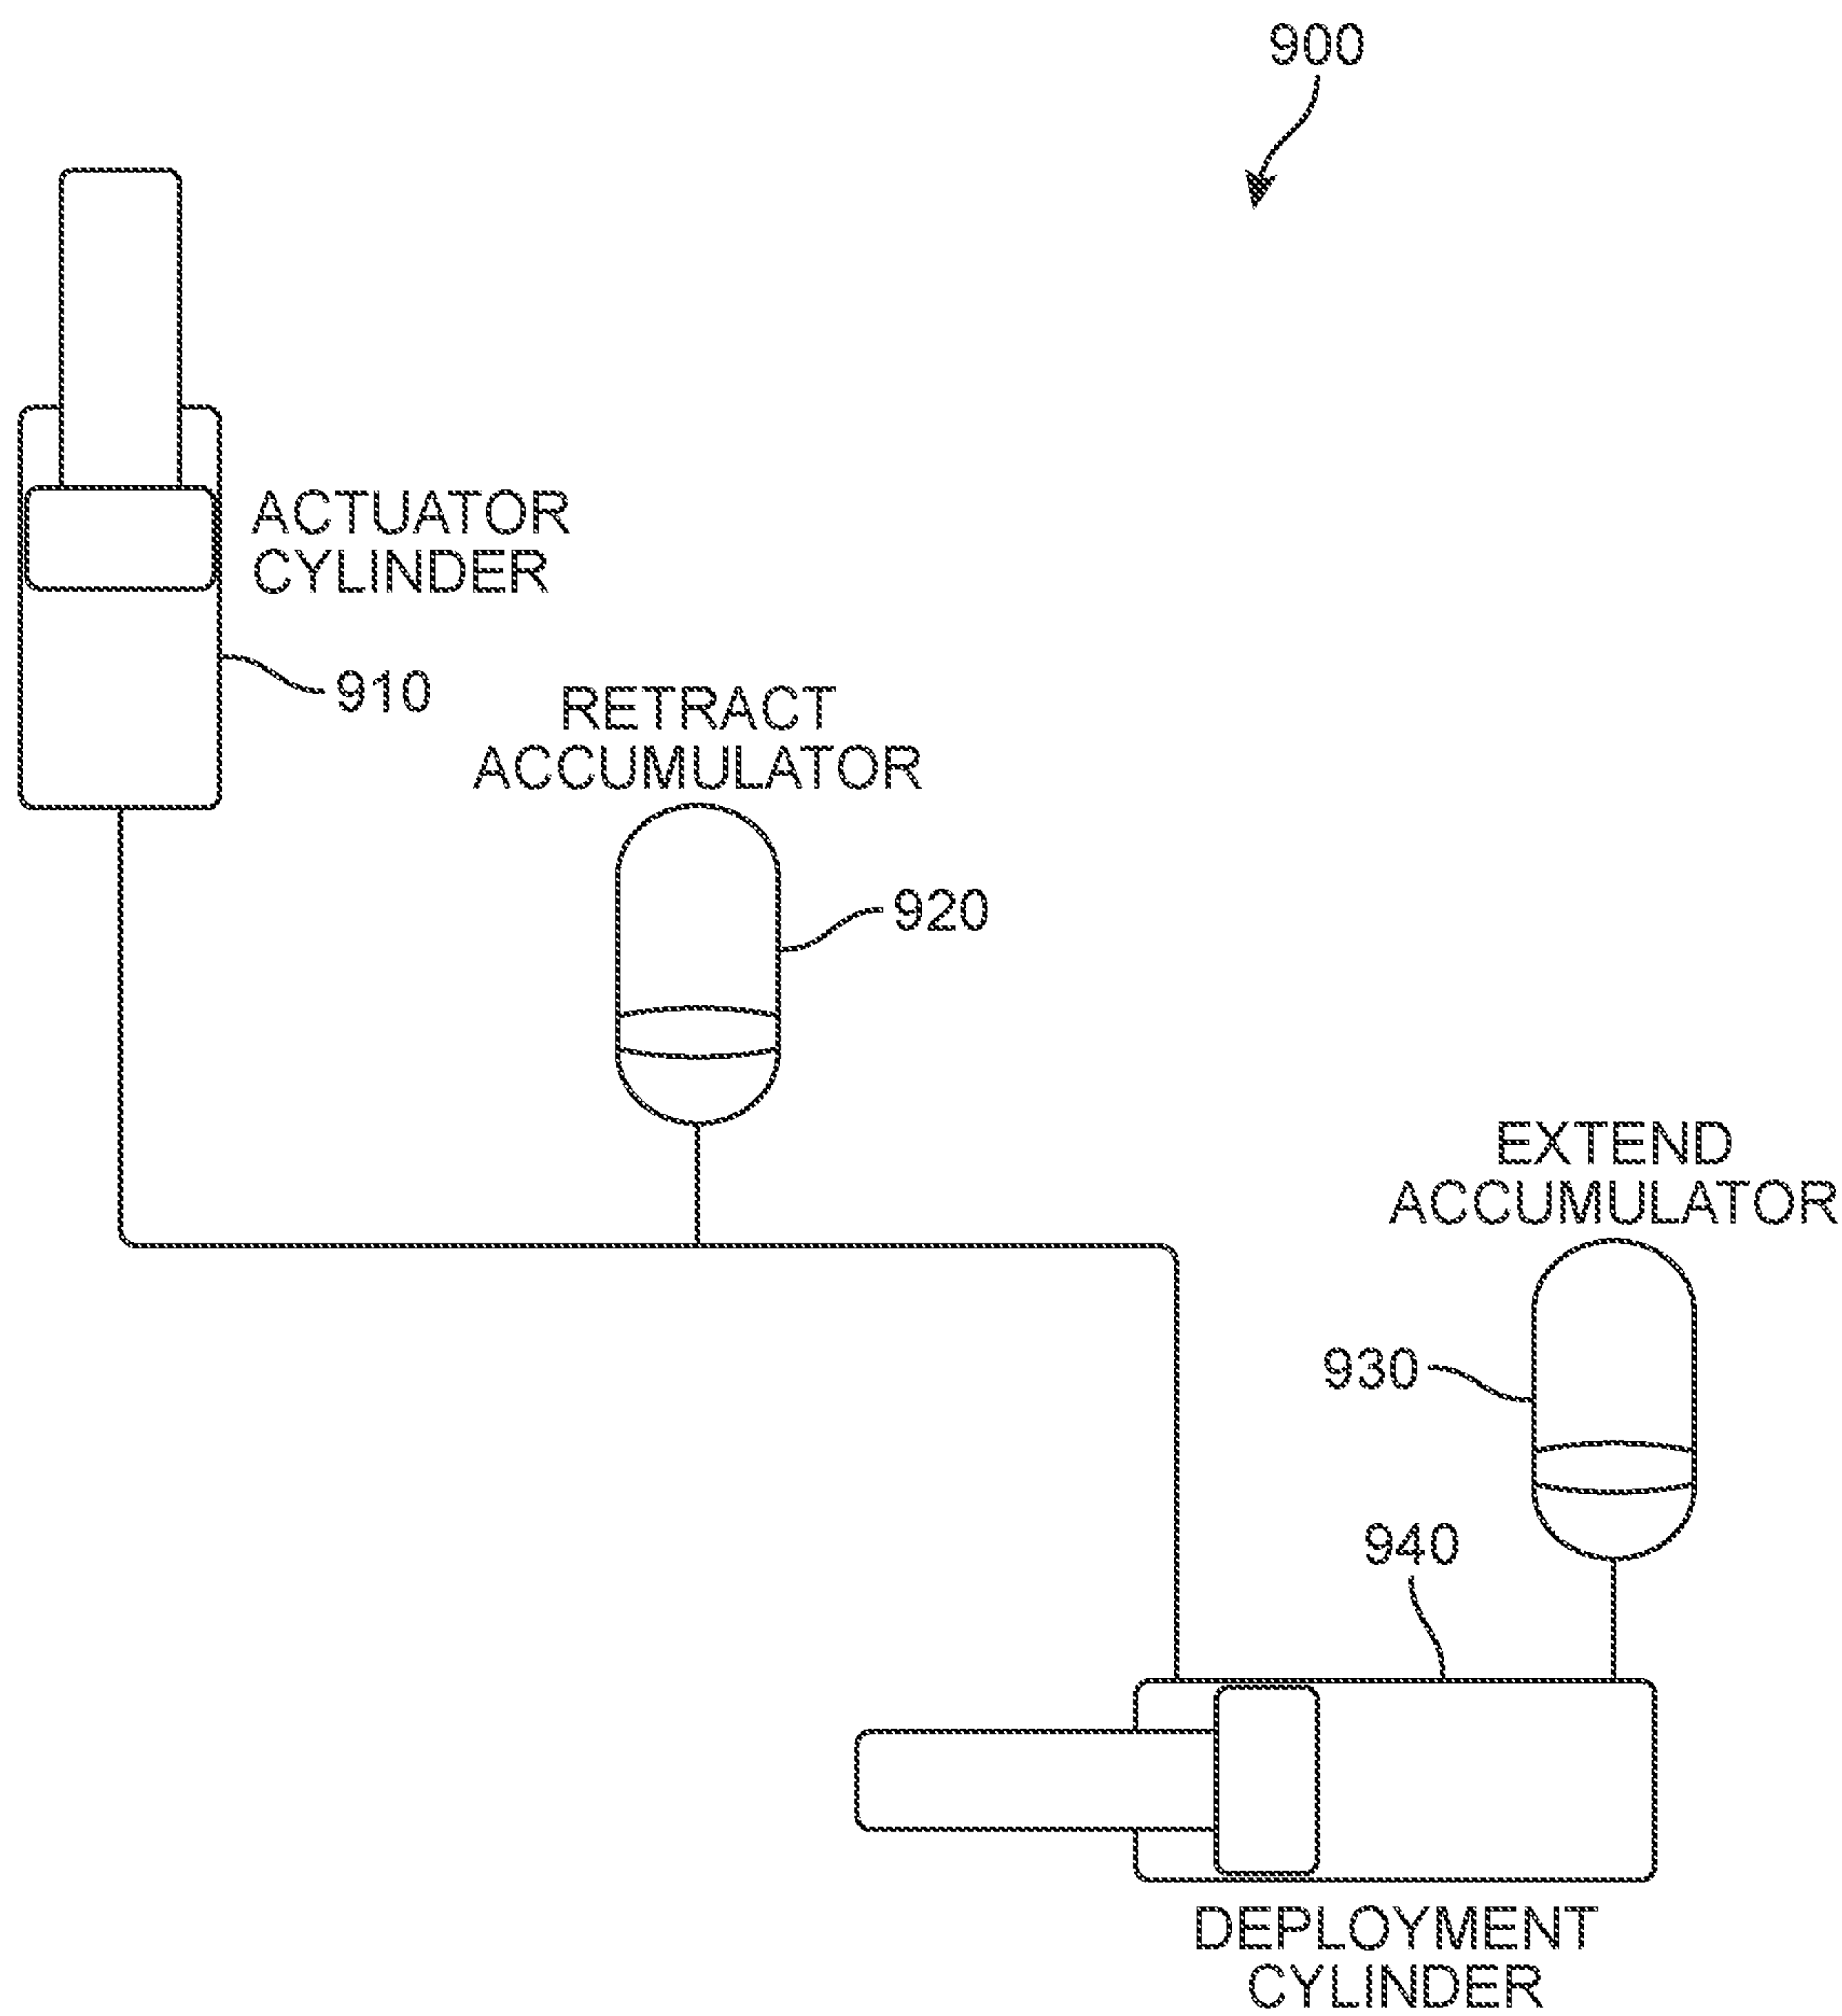 900
ACTUATOR
CYLINDER
910
RETRACT
ACCUMULATOR
920
EXTEND
ACCUMULATOR
930
940
DEPLOYMENT
CYLINDER